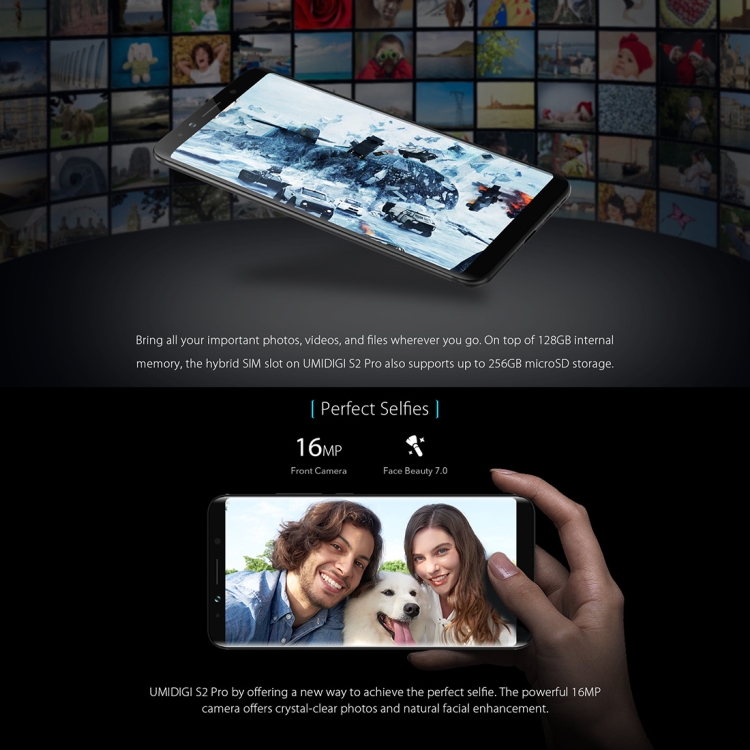 Bring all your important photos, videos, and files wherever you go. On top of 128GB internal
memory, the hybrid SIM slot on UMIDIGI S2 Pro also supports up to 256GB microSD storage.
[ Perfect Selfies ]
16MP
Front Camera
Face Beauty 7.0
UMIDIGI S2 Pro by offering a new way to achieve the perfect selfie. The powerful 16MP
camera offers crystal-clear photos and natural facial enhancement.